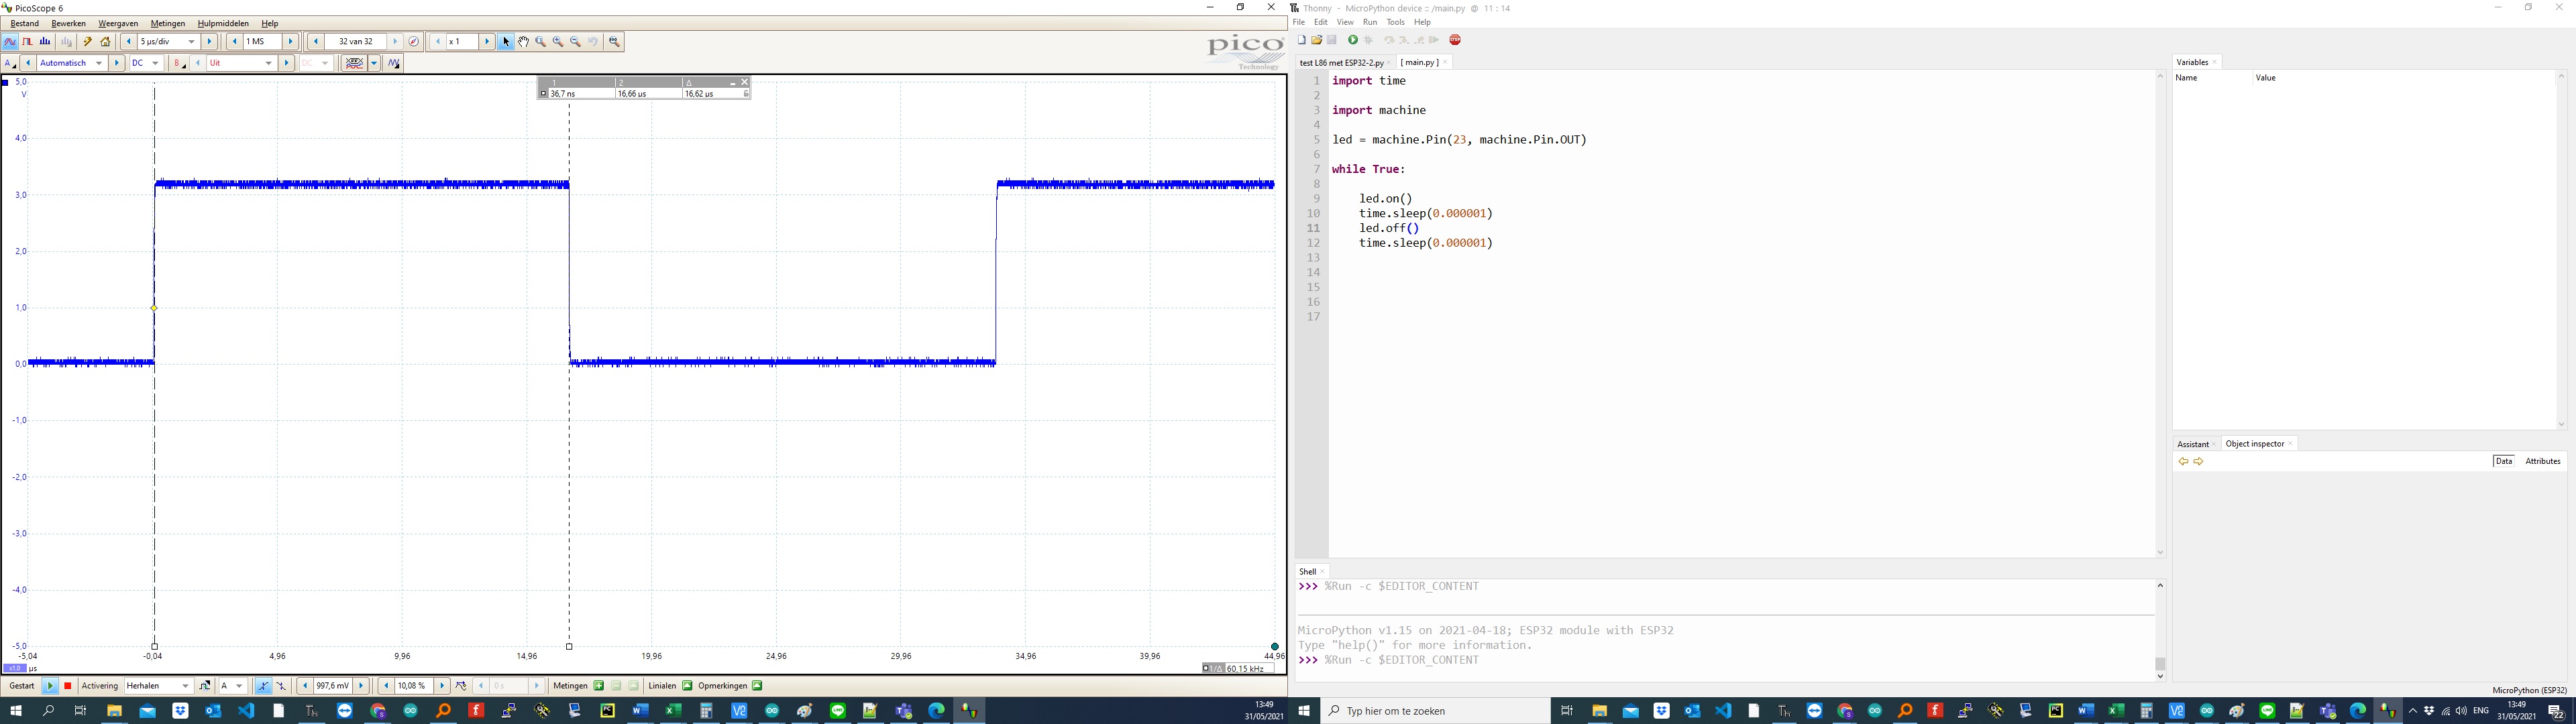 PicoScope 6
Bestand Bewerken Weergaven Metingen Hulpmiddelen Help
5 µs/div 1 MS 32 van 32 x 1
A Automatisch DC B Uit DC
pico
Technology
1 2 Δ
36,7 ns 16,66 µs 16,62 µs
5,0
V
4,0
3,0
2,0
1,0
0,0
-1,0
-2,0
-3,0
-4,0
-5,0
-5,04 -0,04 4,96 9,96 14,96 19,96 24,96 29,96 34,96 39,96 44,96
x1.0 µs
1/Δ 60,15 kHz
Gestart Activering Herhalen A 997,6 mV 10,08 % 0 s Metingen Linialen Opmerkingen
ENG
13:49
31/05/2021
Thonny - MicroPython device :: /main.py @ 11 : 14
File Edit View Run Tools Help
STOP
test L86 met ESP32-2.py [ main.py ]
1 import time
2
3 import machine
4
5 led = machine.Pin(23, machine.Pin.OUT)
6
7 while True:
8
9 led.on()
10 time.sleep(0.000001)
11 led.off()
12 time.sleep(0.000001)
13
14
15
16
17
Shell
>>> %Run -c $EDITOR_CONTENT
MicroPython v1.15 on 2021-04-18; ESP32 module with ESP32
Type "help()" for more information.
>>> %Run -c $EDITOR_CONTENT
Variables
Name Value
Assistant Object inspector
Data Attributes
MicroPython (ESP32)
Typ hier om te zoeken
ENG
13:49
31/05/2021